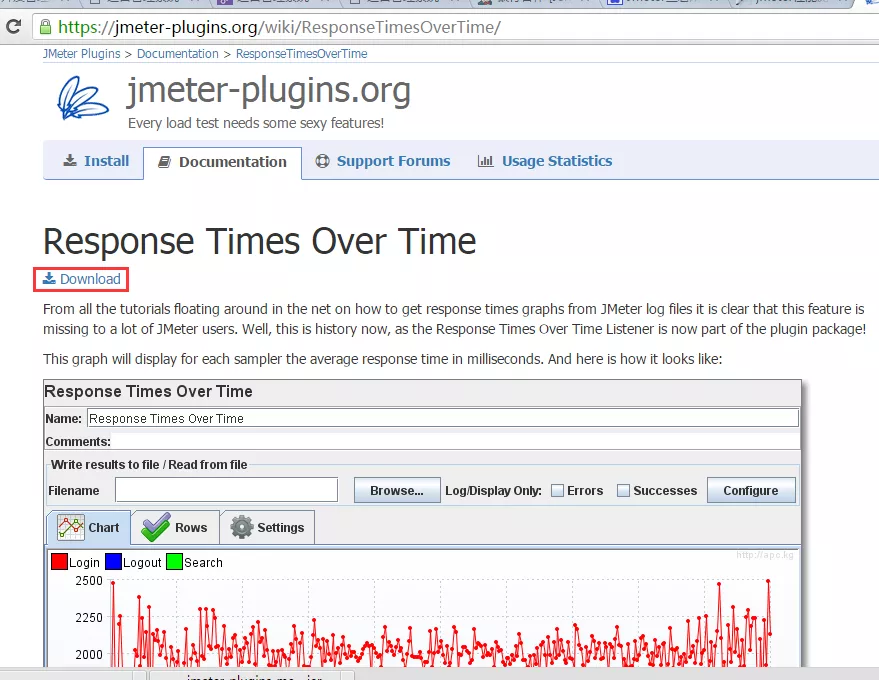 https://jmeter-plugins.org/wiki/ResponseTimesOverTime/
JMeter Plugins > Documentation > ResponseTimesOverTime
jmeter-plugins.org
Every load test needs some sexy features!
Install Documentation Support Forums Usage Statistics
Response Times Over Time
Download
From all the tutorials floating around in the net on how to get response times graphs from JMeter log files it is clear that this feature is
missing to a lot of JMeter users. Well, this is history now, as the Response Times Over Time Listener is now part of the plugin package!
This graph will display for each sampler the average response time in milliseconds. And here is how it looks like:
Response Times Over Time
Name: Response Times Over Time
Comments:
Write results to file / Read from file
Filename Browse... Log/Display Only: Errors Successes Configure
Chart Rows Settings
Login Logout Search
http://apc.kg
2500
2250
2000